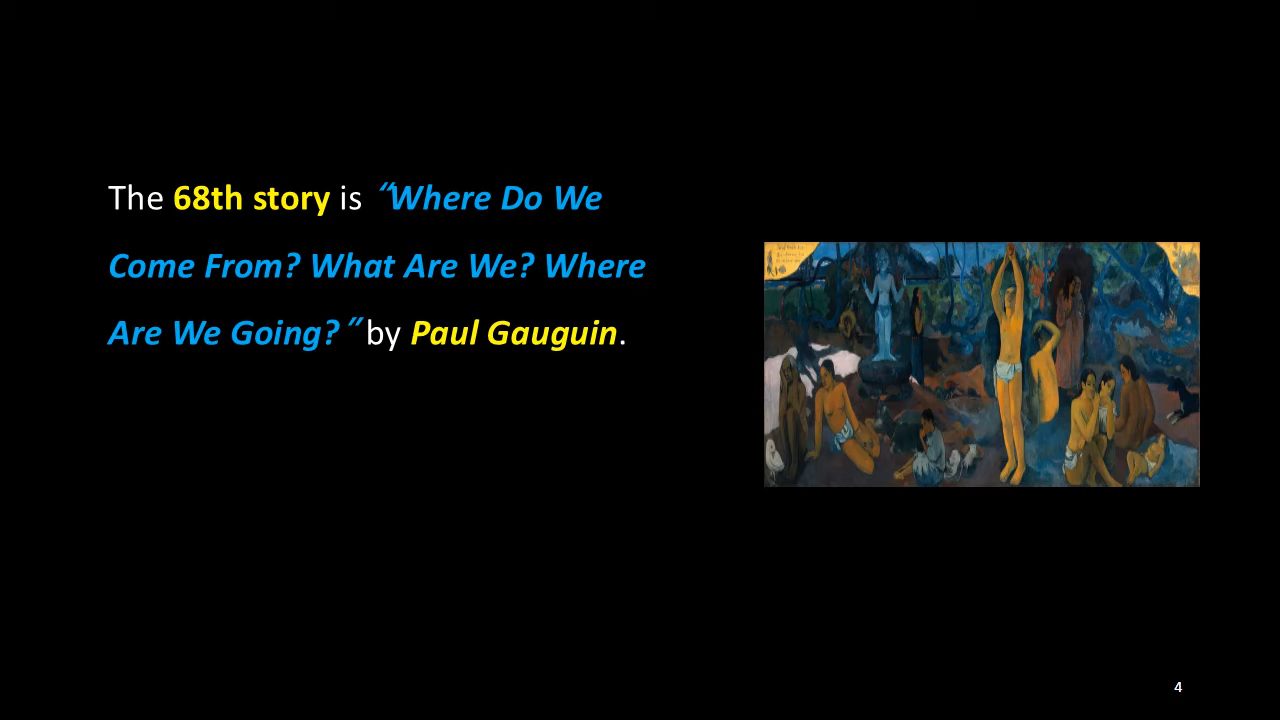 The 68th story is “Where Do We
Come From? What Are We? Where
Are We Going?” by Paul Gauguin.
4